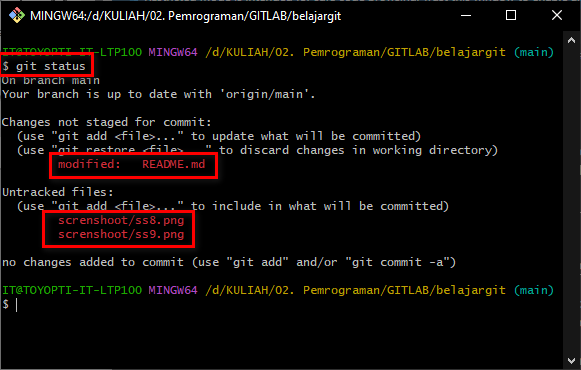 MINGW64:/d/KULIAH/02. Pemrograman/GITLAB/belajargit
IT@TOYOPTI-IT-LTP100 MINGW64 /d/KULIAH/02. Pemrograman/GITLAB/belajargit (main)
$ git status
On branch main
Your branch is up to date with 'origin/main'.
Changes not staged for commit:
(use "git add <file>..." to update what will be committed)
(use "git restore <file>..." to discard changes in working directory)
modified: README.md
Untracked files:
(use "git add <file>..." to include in what will be committed)
screnshoot/ss8.png
screnshoot/ss9.png
no changes added to commit (use "git add" and/or "git commit -a")
IT@TOYOPTI-IT-LTP100 MINGW64 /d/KULIAH/02. Pemrograman/GITLAB/belajargit (main)
$